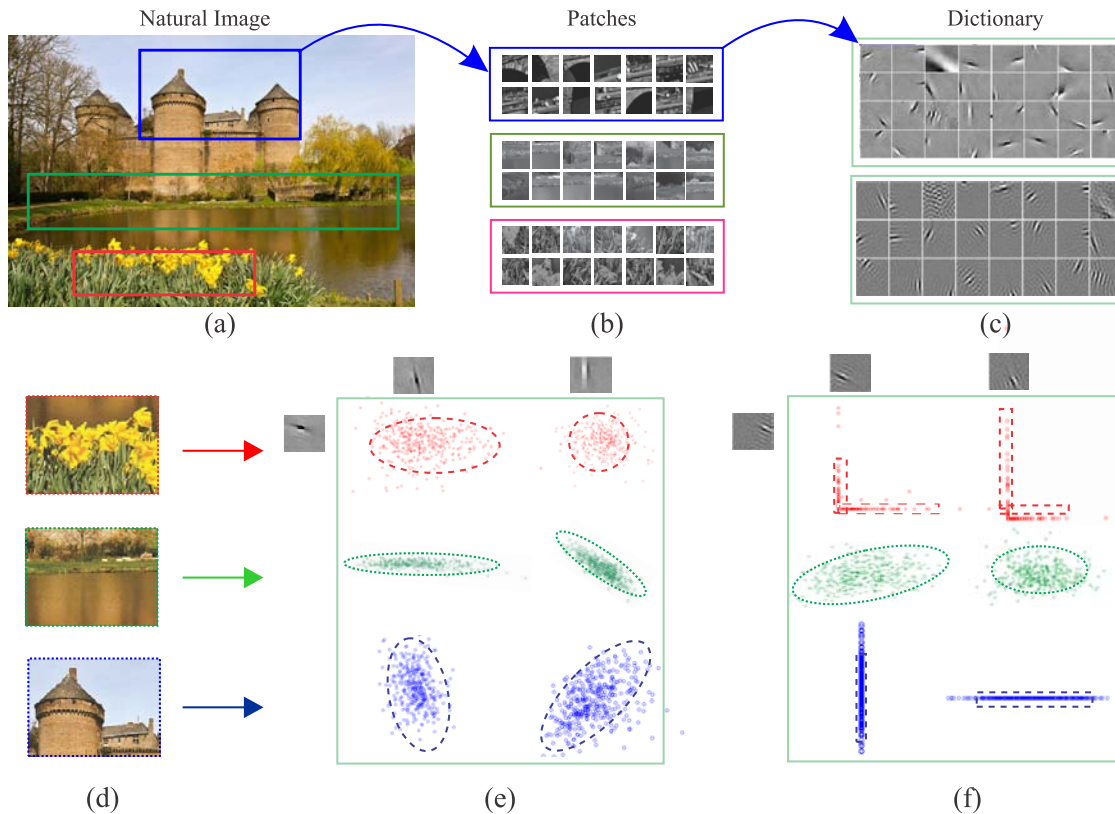 Natural Image
Patches
Dictionary
(a)
(b)
(c)
(d)
(e)
(f)